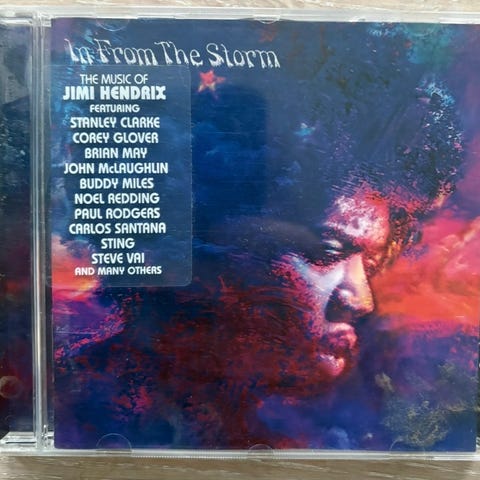 In From The Storm
THE MUSIC OF
JIMI HENDRIX
FEATURING
STANLEY CLARKE
COREY GLOVER
BRIAN MAY
JOHN McLAUGHLIN
BUDDY MILES
NOEL REDDING
PAUL RODGERS
CARLOS SANTANA
STING
STEVE VAI
AND MANY OTHERS